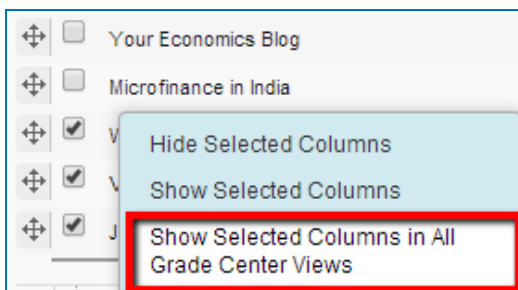 Your Economics Blog
Microfinance in India
Hide Selected Columns
Show Selected Columns
Show Selected Columns in All
Grade Center Views